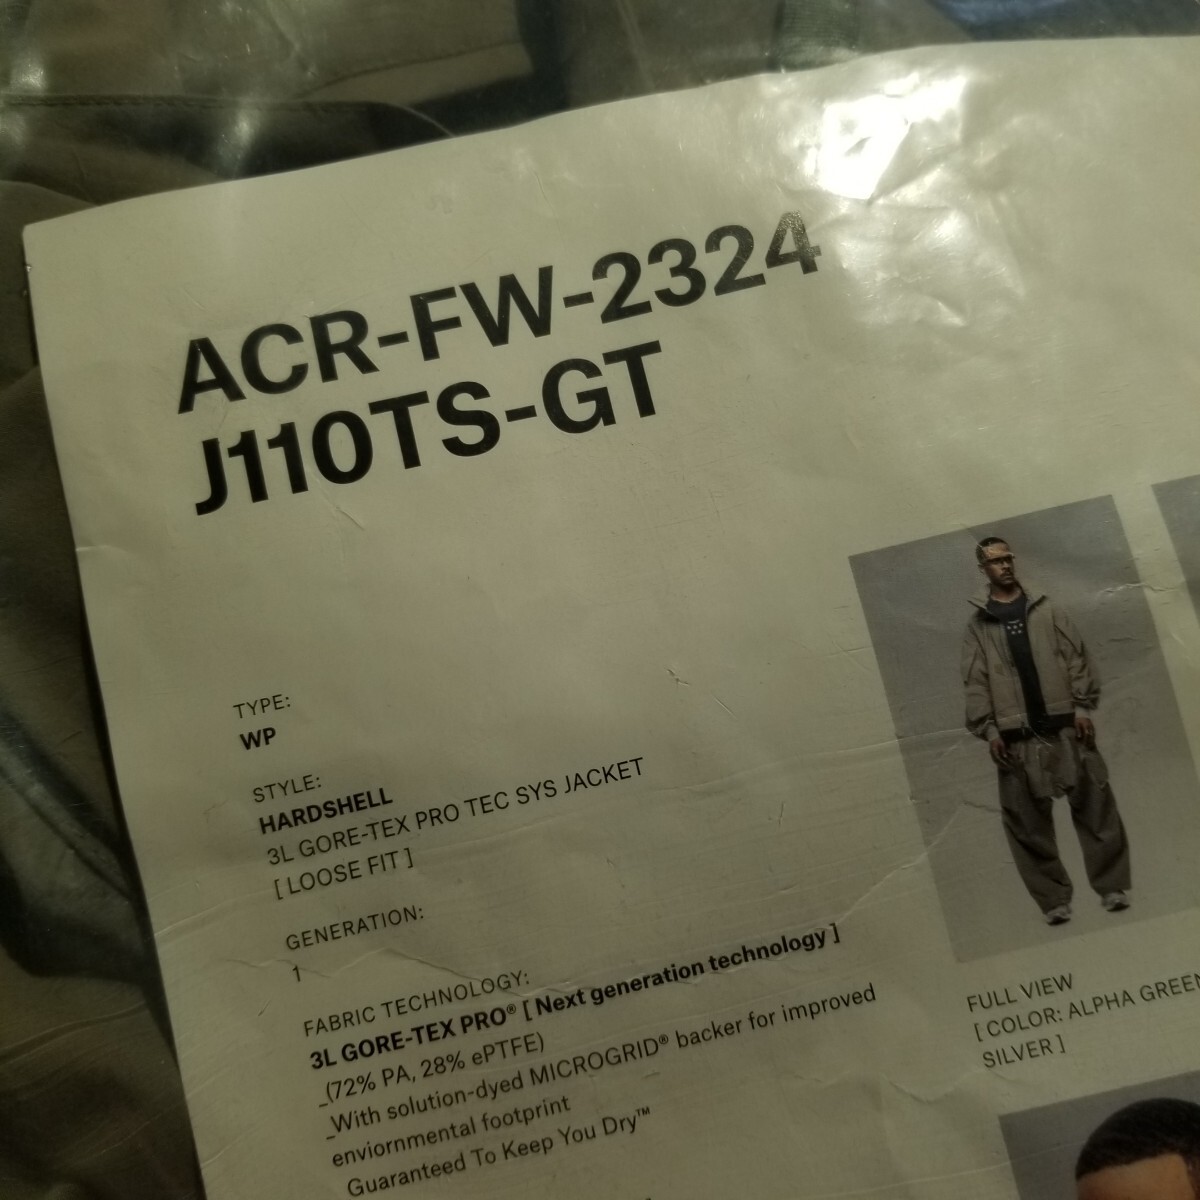 ACR-FW-2324
J110TS-GT
TYPE:
WP
STYLE:
HARDSHELL
3L GORE-TEX PRO TEC SYS JACKET
[ LOOSE FIT ]
GENERATION:
1
FABRIC TECHNOLOGY:
3L GORE-TEX PRO® [ Next generation technology ]
_(72% PA, 28% ePTFE)
_With solution-dyed MICROGRID® backer for improved
enviornmental footprint
Guaranteed To Keep You Dry™
FULL VIEW
[ COLOR: ALPHA GREEN
SILVER ]